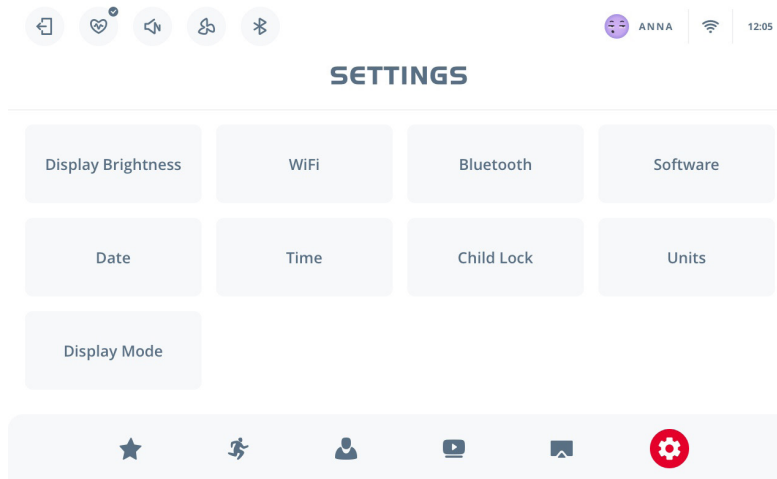 ANNA
12:05
SETTINGS
Display Brightness
WiFi
Bluetooth
Software
Date
Time
Child Lock
Units
Display Mode